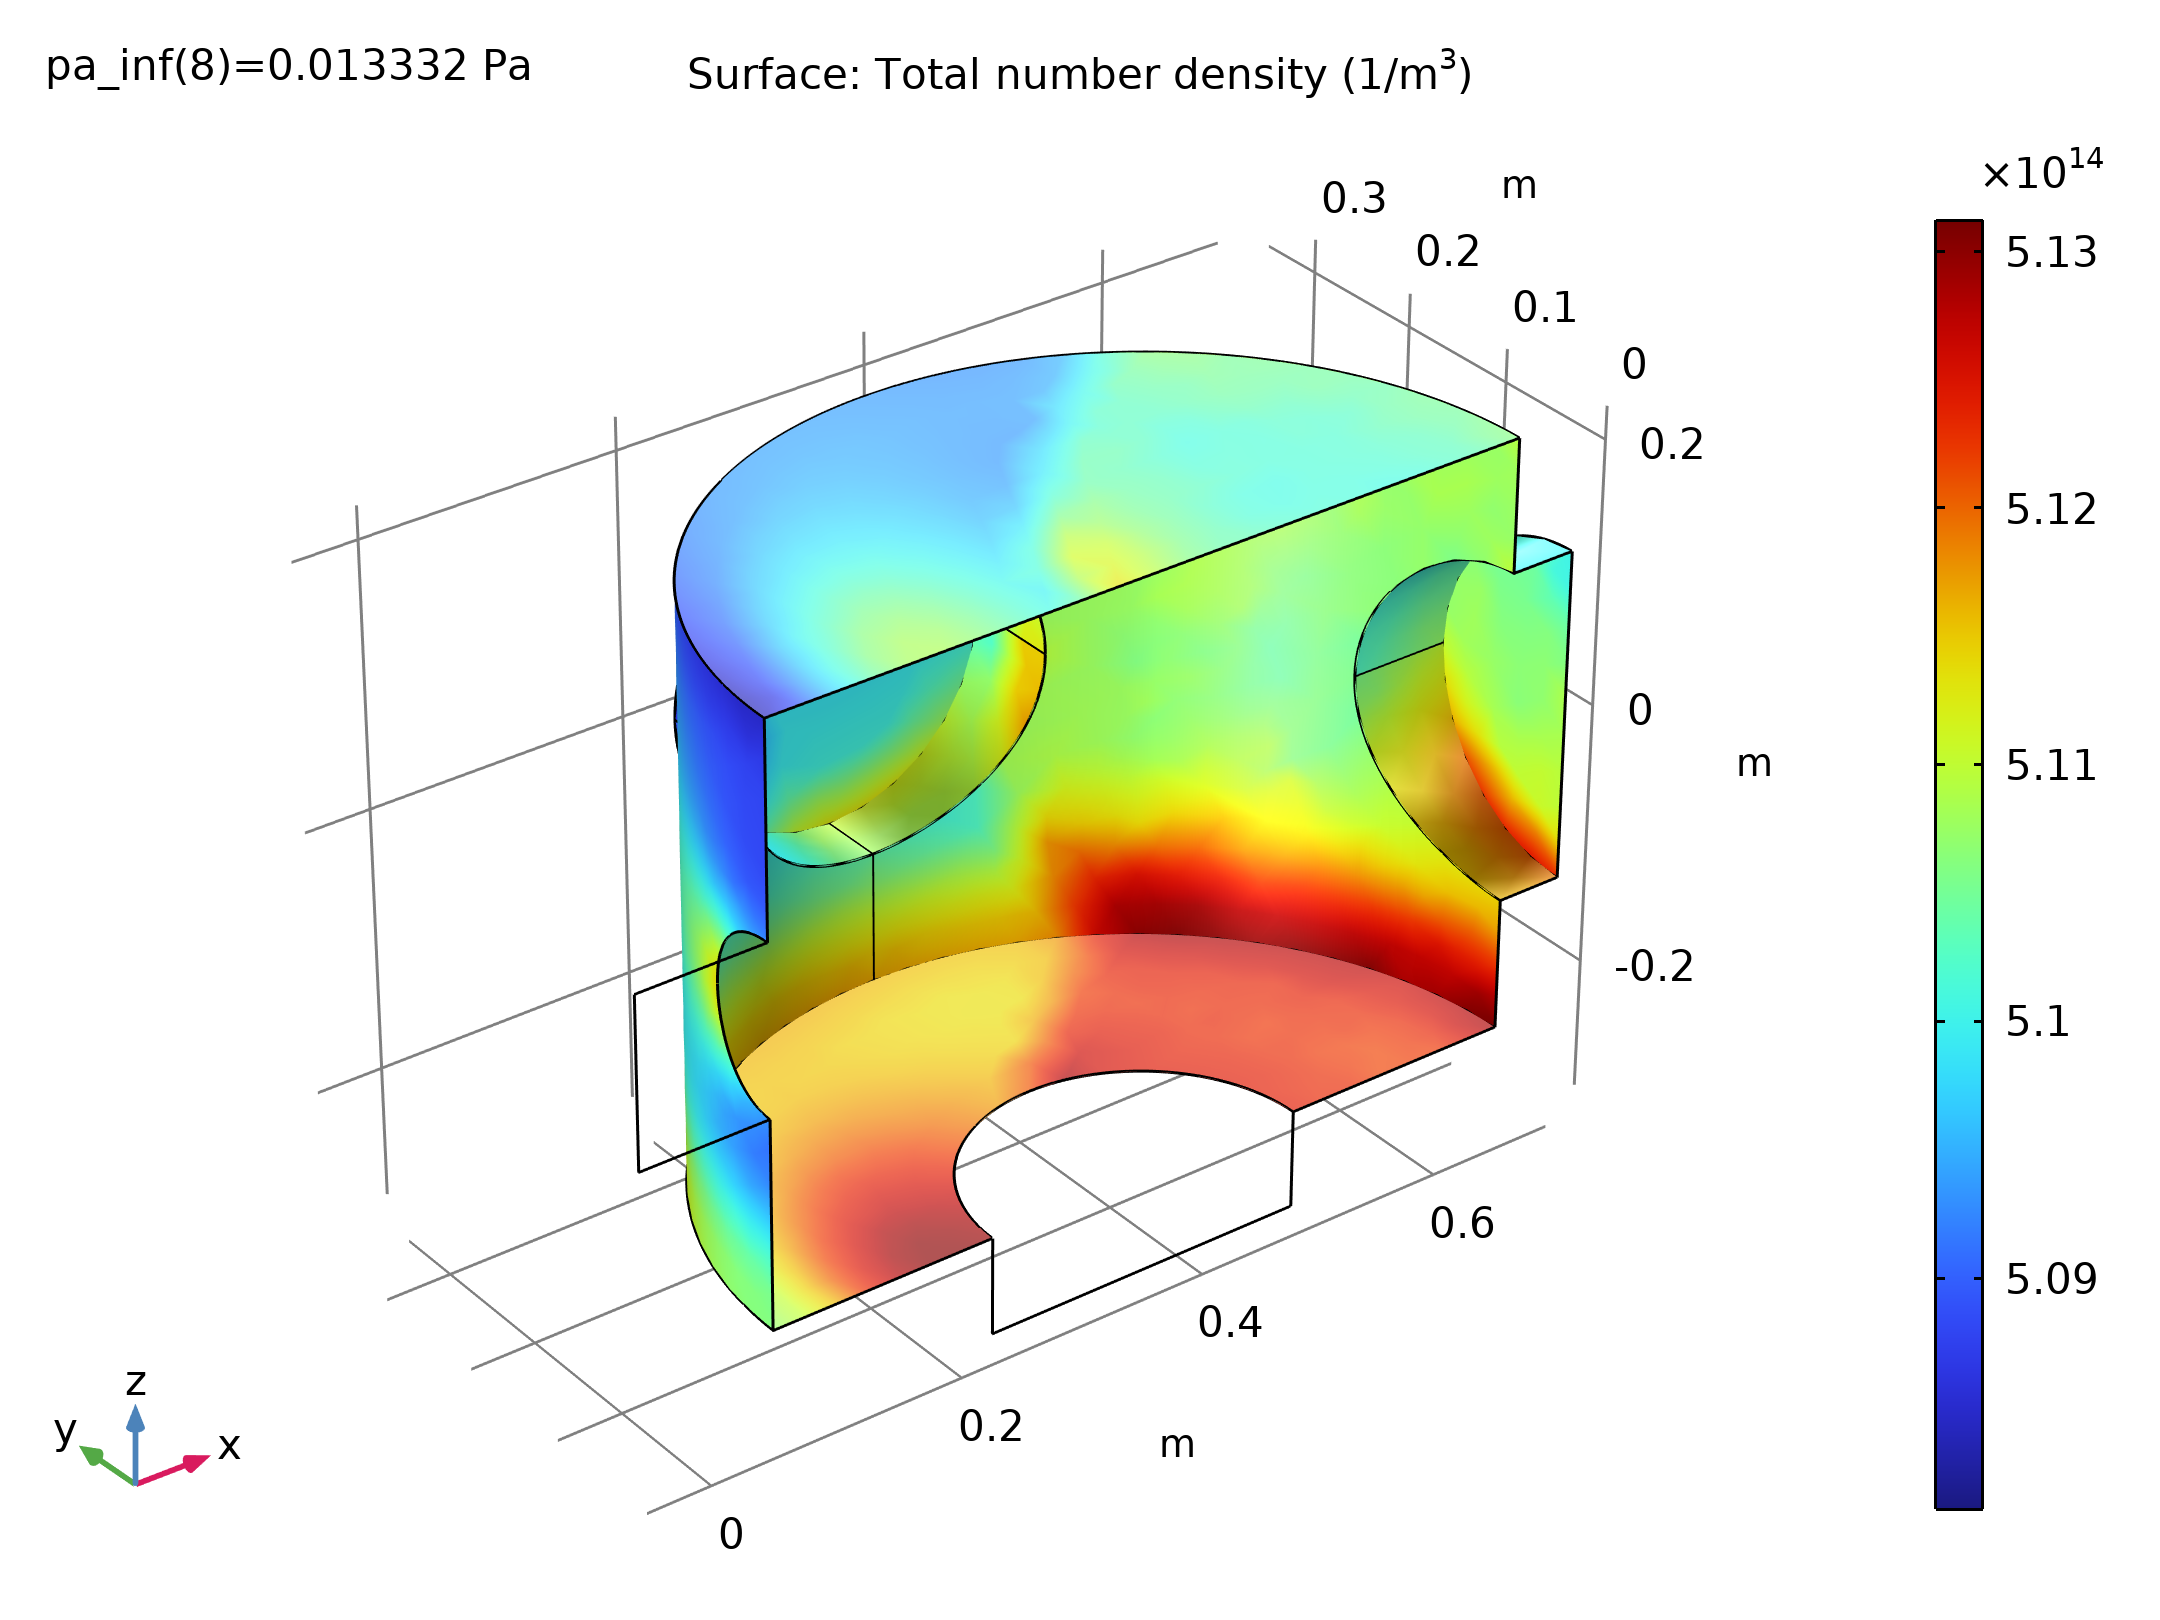 pa_inf(8)=0.013332 Pa
Surface: Total number density (1/m³)
×10¹⁴
m
0.3
0.2
0.1
0
0.2
0
-0.2
m
0.6
0.4
0.2
0
m
5.13
5.12
5.11
5.1
5.09
z
y
x